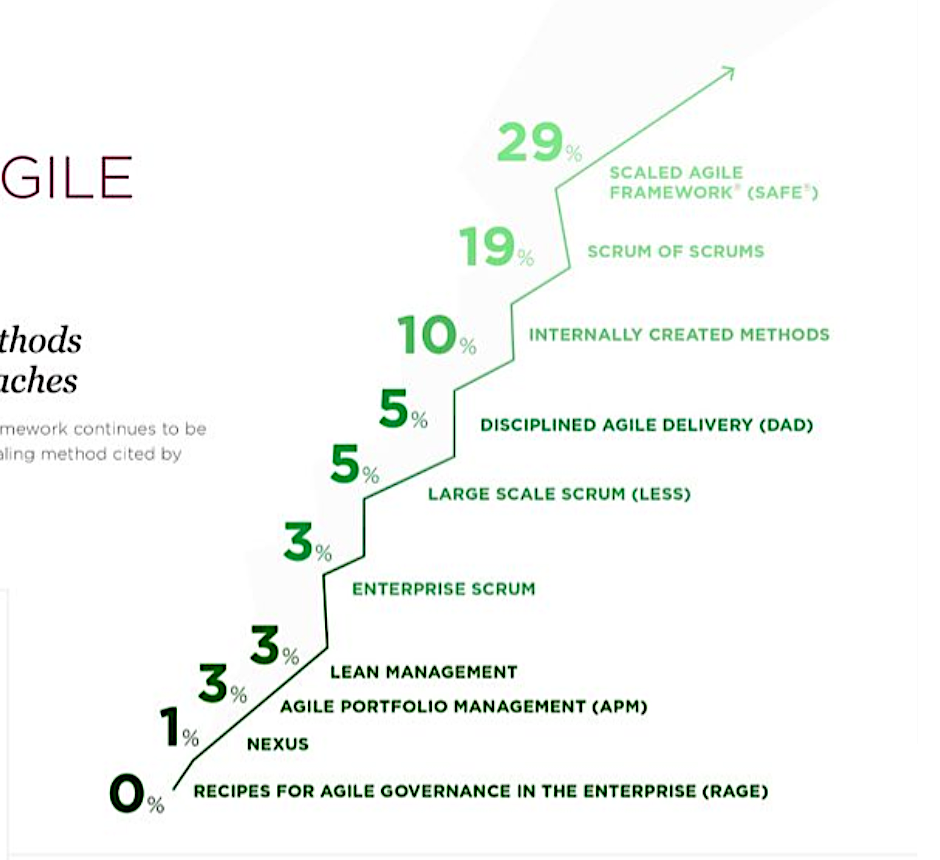 GILE
thods
aches
mework continues to be
aling method cited by
29%
SCALED AGILE
FRAMEWORK® (SAFE®)
19%
SCRUM OF SCRUMS
10%
INTERNALLY CREATED METHODS
5%
DISCIPLINED AGILE DELIVERY (DAD)
5%
LARGE SCALE SCRUM (LESS)
3%
ENTERPRISE SCRUM
3%
LEAN MANAGEMENT
3%
AGILE PORTFOLIO MANAGEMENT (APM)
1%
NEXUS
0%
RECIPES FOR AGILE GOVERNANCE IN THE ENTERPRISE (RAGE)